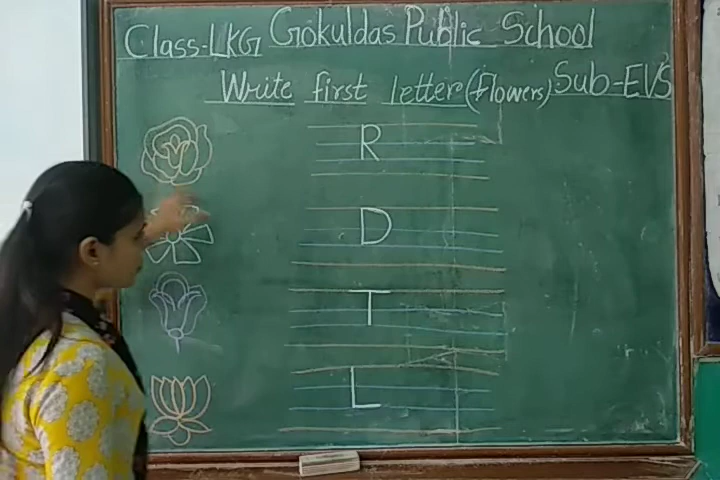 Class-LKG Gokuldas Public School
Write first letter (Flowers) Sub-EVS
R
D
T
L